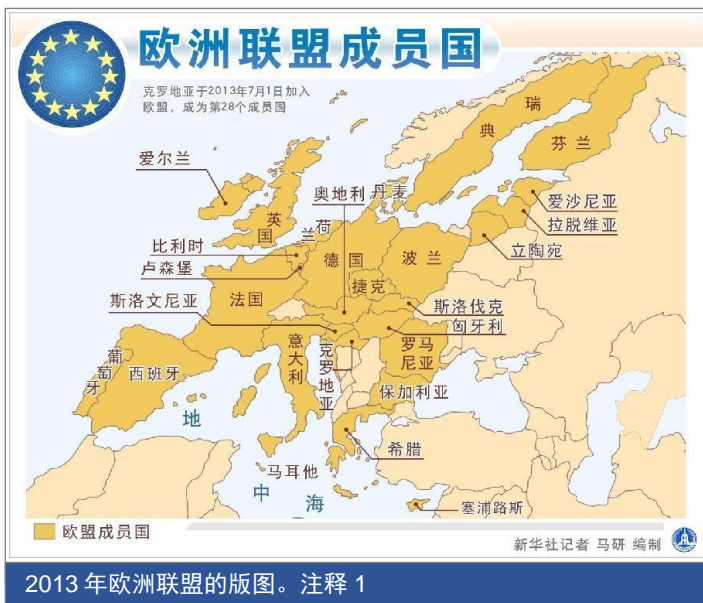 欧洲联盟成员国
克罗地亚于2013年7月1日加入
欧盟，成为第28个成员国
瑞典
芬兰
爱尔兰
奥地利
丹麦
爱沙尼亚
拉脱维亚
英国
荷兰
立陶宛
比利时
德国
波兰
卢森堡
捷克
斯洛文尼亚
法国
斯洛伐克
匈牙利
意大利
克罗地亚
罗马尼亚
葡萄牙
西班牙
保加利亚
地中海
希腊
马耳他
塞浦路斯
欧盟成员国
新华社记者 马研 编制
2013 年欧洲联盟的版图。注释 1